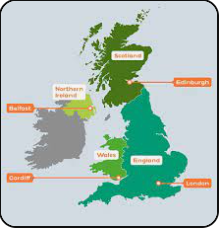 Scotland
Edinburgh
Northern
Ireland
Belfast
Wales
England
Cardiff
London